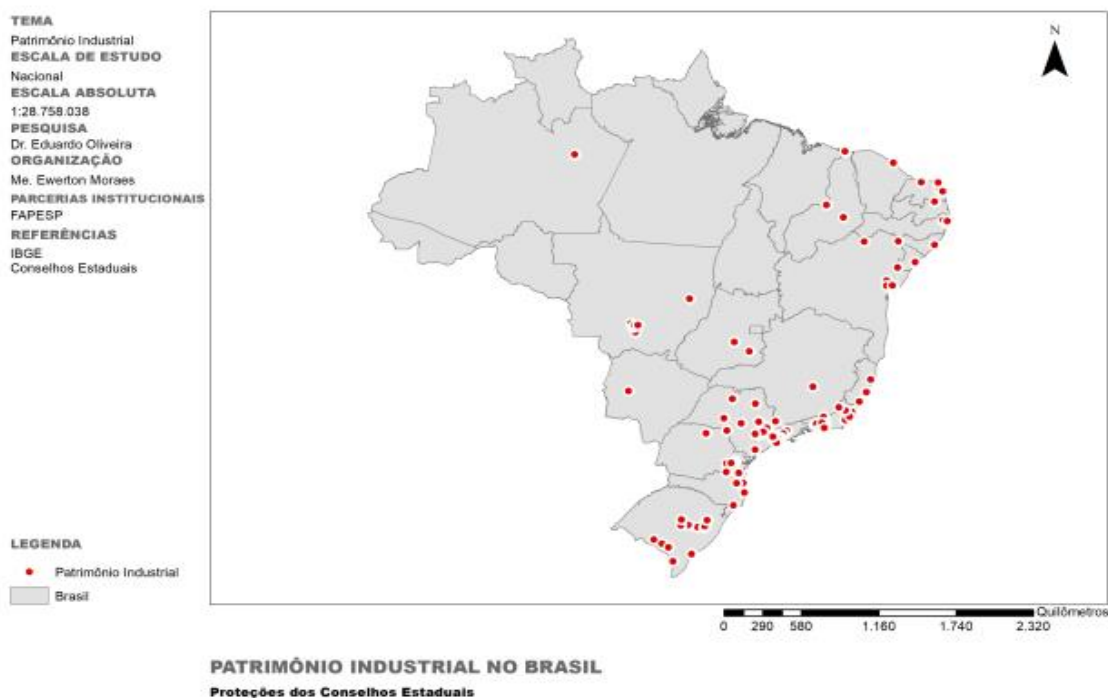 TEMA
Patrimônio Industrial
ESCALA DE ESTUDO
Nacional
ESCALA ABSOLUTA
1:28.758.038
PESQUISA
Dr. Eduardo Oliveira
ORGANIZAÇÃO
Me. Ewerton Moraes
PARCERIAS INSTITUCIONAIS
FAPESP
REFERÊNCIAS
IBGE
Conselhos Estaduais
N
LEGENDA
Patrimônio Industrial
Brasil
Quilômetros
0 290 580 1.160 1.740 2.320
PATRIMÔNIO INDUSTRIAL NO BRASIL
Proteções dos Conselhos Estaduais